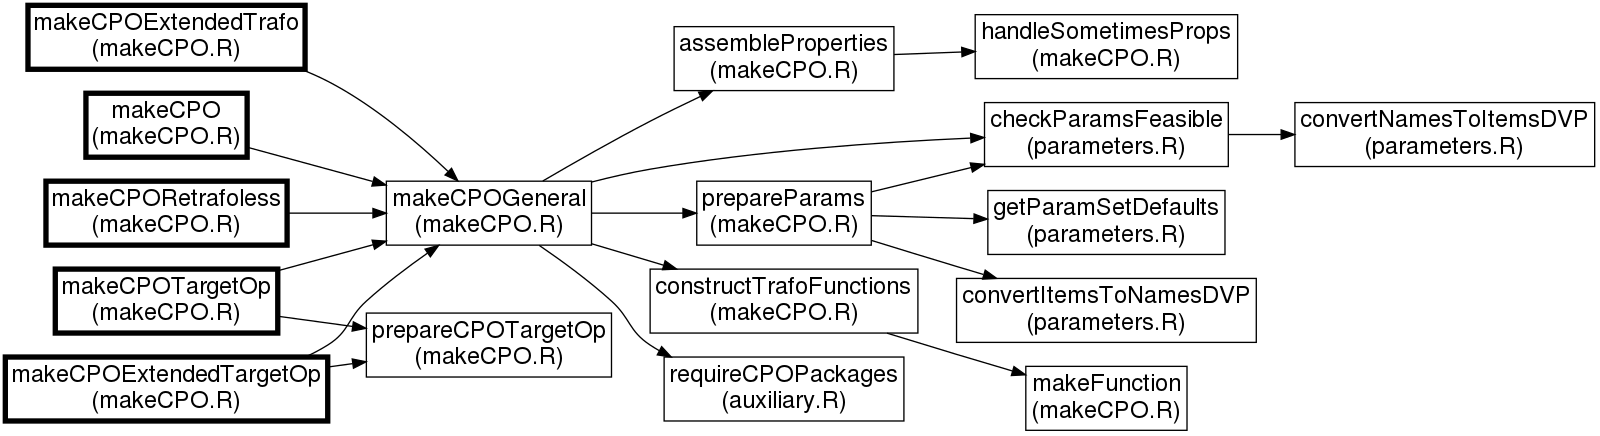 makeCPOExtendedTrafo
(makeCPO.R)
makeCPO
(makeCPO.R)
makeCPORetrafoless
(makeCPO.R)
makeCPOTargetOp
(makeCPO.R)
makeCPOExtendedTargetOp
(makeCPO.R)
makeCPOGeneral
(makeCPO.R)
prepareCPOTargetOp
(makeCPO.R)
assembleProperties
(makeCPO.R)
prepareParams
(makeCPO.R)
constructTrafoFunctions
(makeCPO.R)
requireCPOPackages
(auxiliary.R)
handleSometimesProps
(makeCPO.R)
checkParamsFeasible
(parameters.R)
getParamSetDefaults
(parameters.R)
convertItemsToNamesDVP
(parameters.R)
makeFunction
(makeCPO.R)
convertNamesToItemsDVP
(parameters.R)